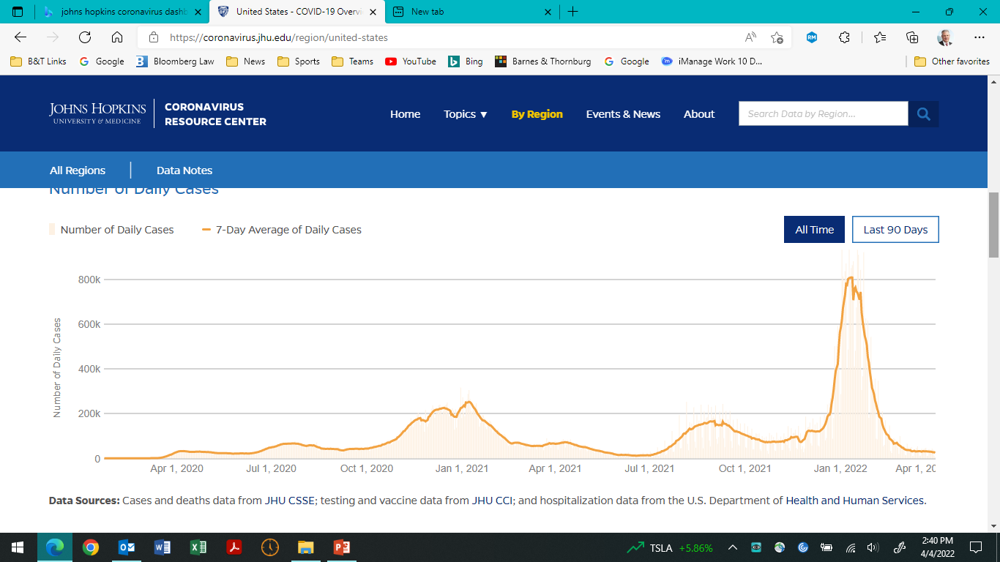 johns hopkins coronavirus dashb
United States - COVID-19 Overvi
New tab
https://coronavirus.jhu.edu/region/united-states
B&T Links Google Bloomberg Law News Sports Teams YouTube Bing Barnes & Thornburg Google iManage Work 10 D... Other favorites
JOHNS HOPKINS
UNIVERSITY & MEDICINE
CORONAVIRUS
RESOURCE CENTER
Home Topics ▼ By Region Events & News About Search Data by Region...
All Regions Data Notes
Number of Daily Cases
Number of Daily Cases 7-Day Average of Daily Cases All Time Last 90 Days
Number of Daily Cases
800k
600k
400k
200k
0
Apr 1, 2020 Jul 1, 2020 Oct 1, 2020 Jan 1, 2021 Apr 1, 2021 Jul 1, 2021 Oct 1, 2021 Jan 1, 2022 Apr 1, 20
Data Sources: Cases and deaths data from JHU CSSE; testing and vaccine data from JHU CCI; and hospitalization data from the U.S. Department of Health and Human Services.
TSLA +5.86%
2:40 PM
4/4/2022